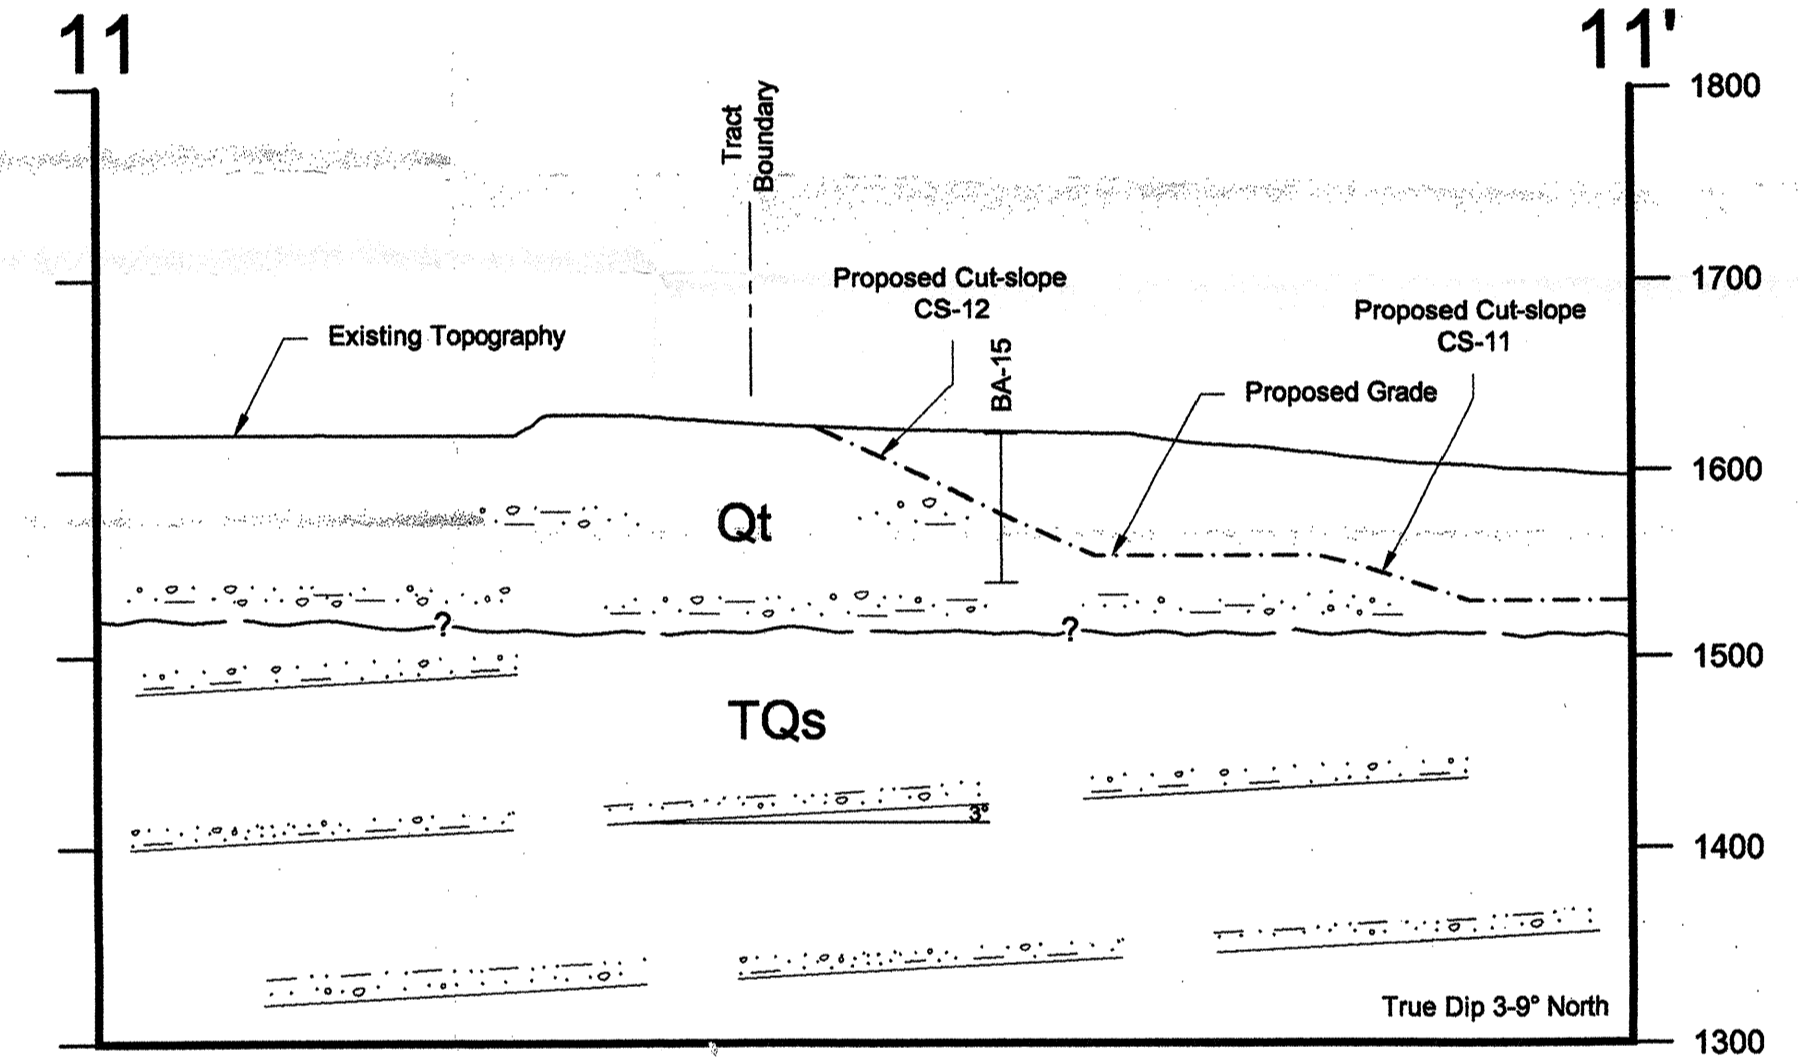 11
11'
1800
Tract
Boundary
1700
Proposed Cut-slope
CS-12
Proposed Cut-slope
CS-11
Existing Topography
BA-15
Proposed Grade
1600
Qt
?
?
1500
TQs
3°
1400
True Dip 3-9° North
1300